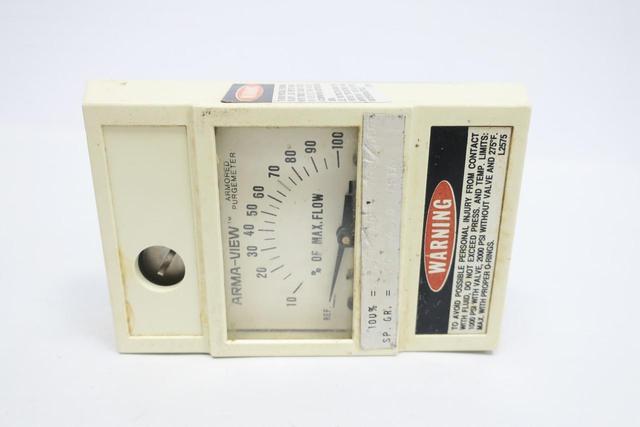 ARMA-VIEW™ ARMORED
PURGEMETER
10 20 30 40 50 60 70 80 90 100
% OF MAX. FLOW
REF
100% =
SP. GR. =
WARNING
TO AVOID POSSIBLE PERSONAL INJURY FROM CONTACT
WITH FLUID, DO NOT EXCEED PRESS. AND TEMP. LIMITS:
1000 PSI WITH VALVE, 2000 PSI WITHOUT VALVE AND 275°F.
MAX. WITH PROPER O-RINGS.
L2575